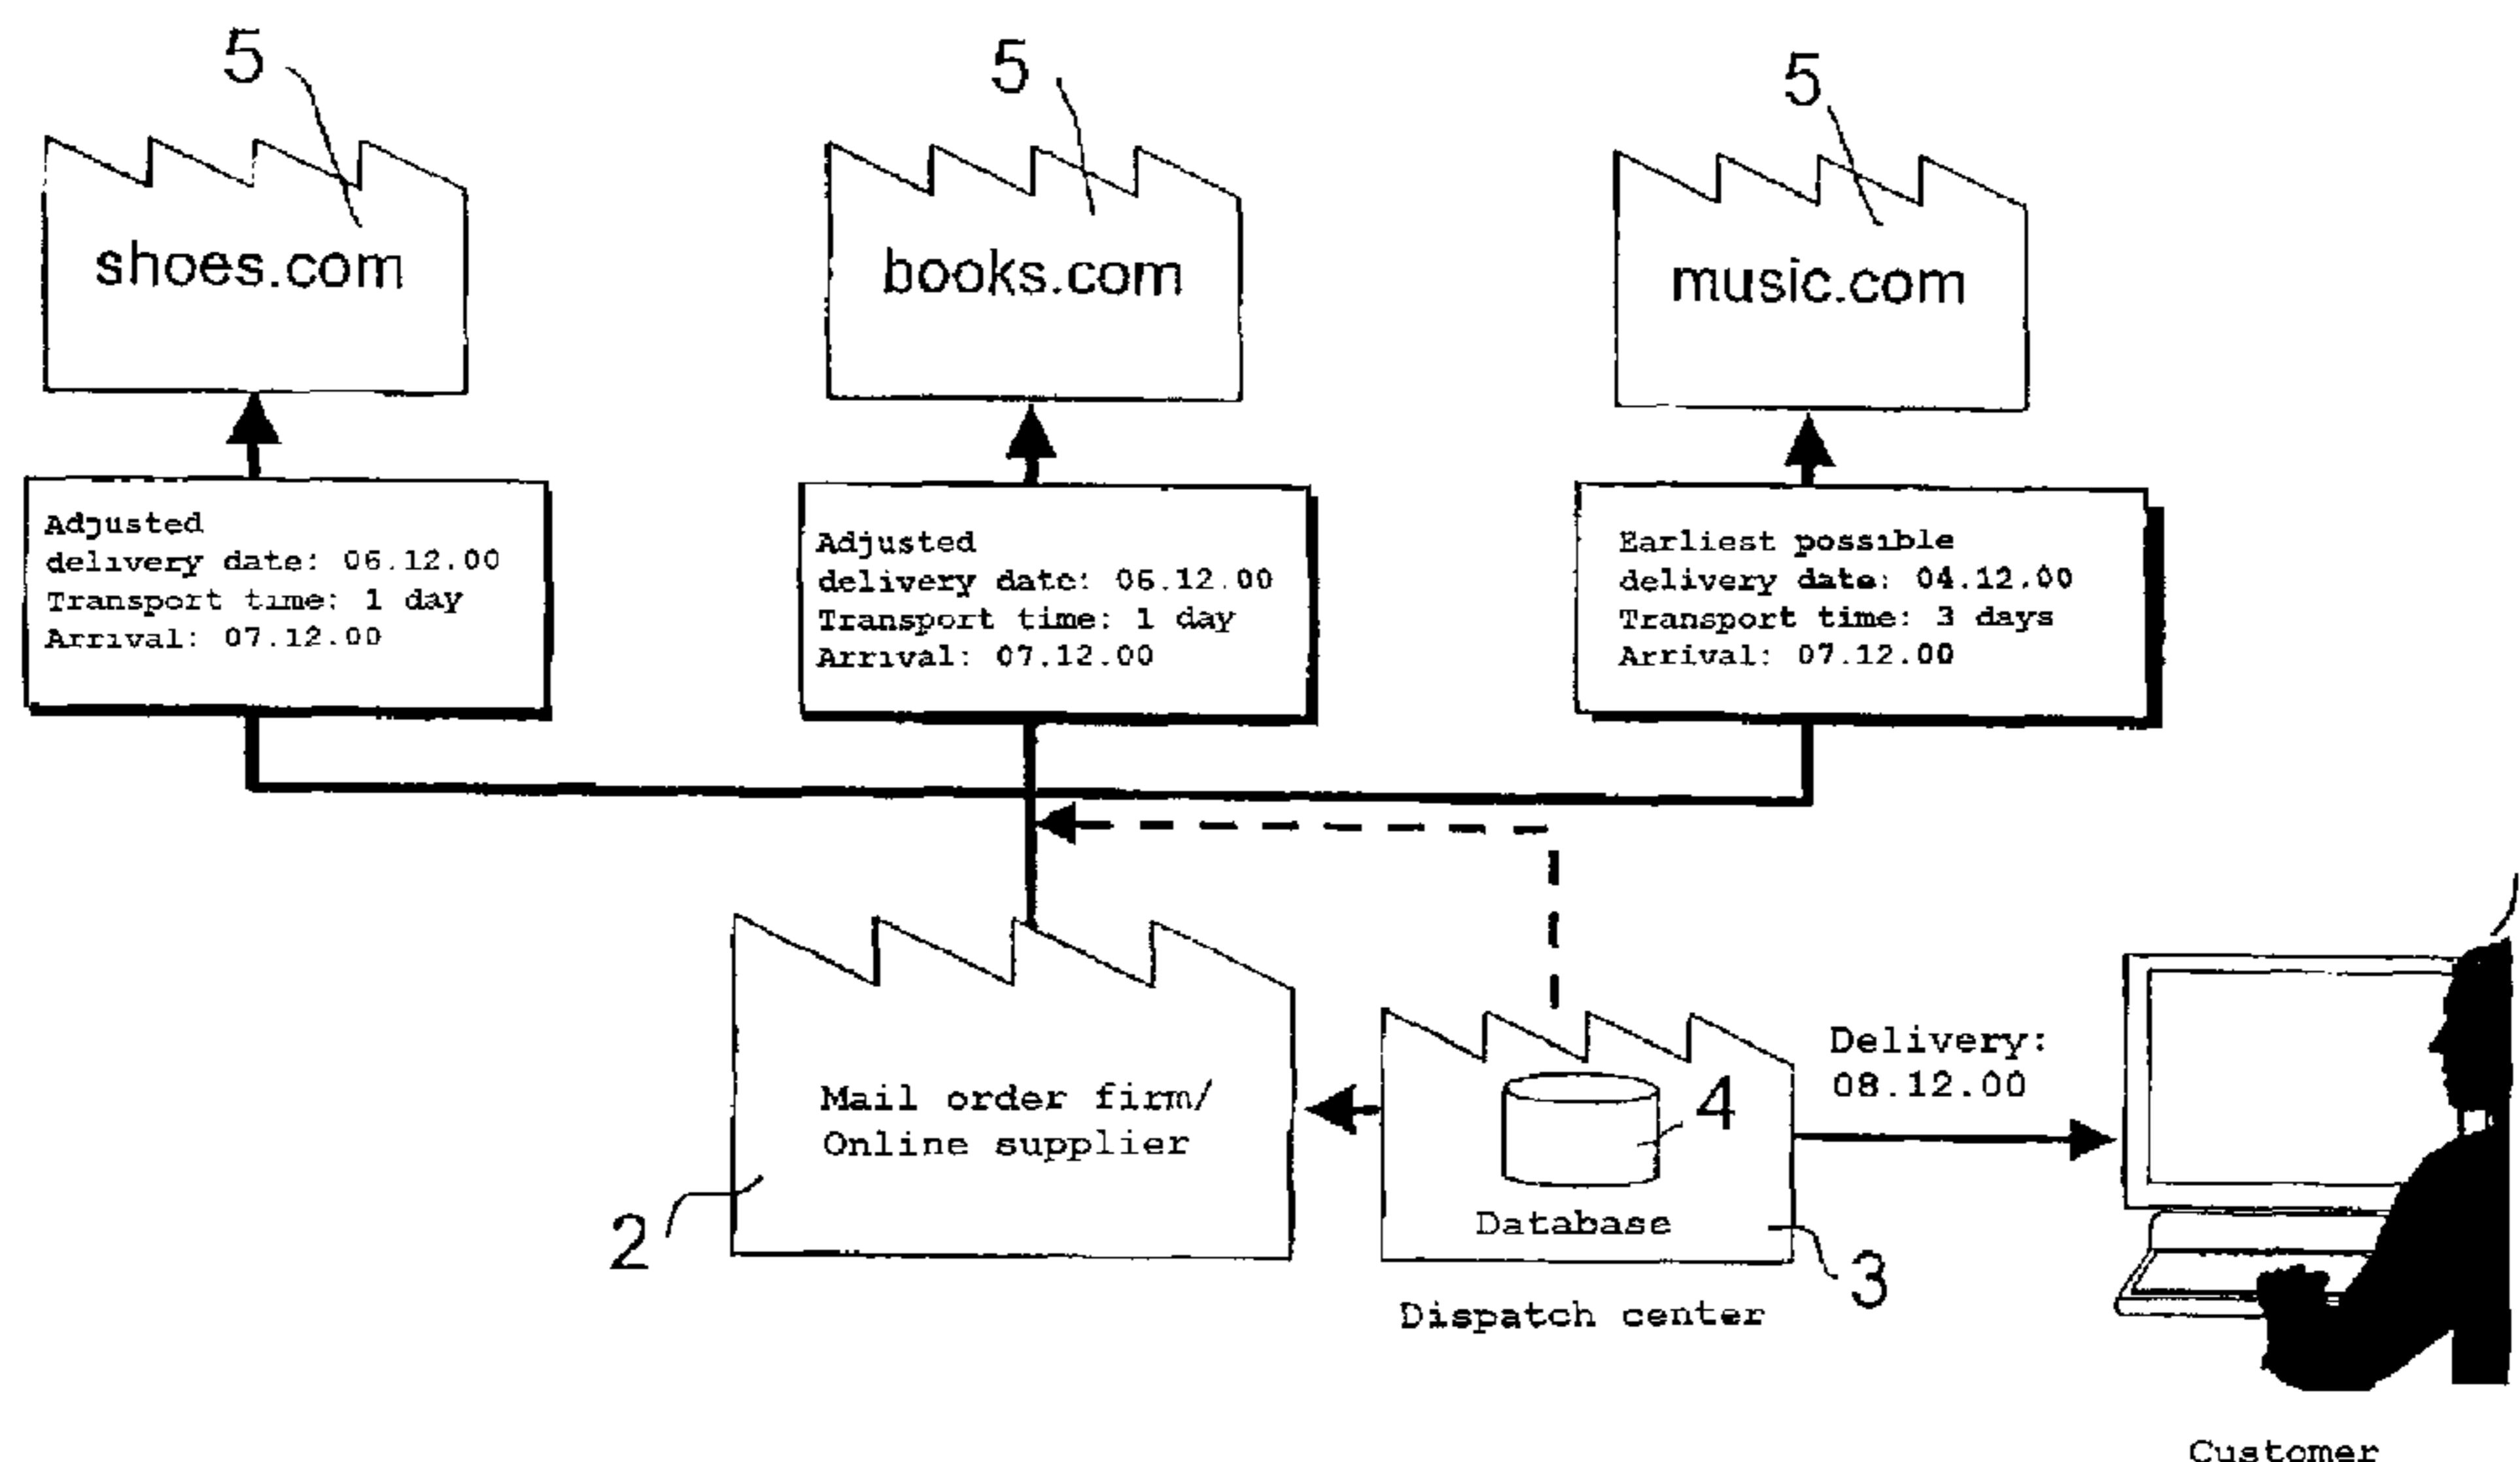 5
5
5
shoes.com
books.com
music.com
Adjusted
delivery date: 06.12.00
Transport time: 1 day
Arrival: 07.12.00
Adjusted
delivery date: 06.12.00
Transport time: 1 day
Arrival: 07.12.00
Earliest possible
delivery date: 04.12.00
Transport time: 3 days
Arrival: 07.12.00
Mail order firm/
Online supplier
2
4
Database
3
Dispatch center
Delivery:
08.12.00
Customer